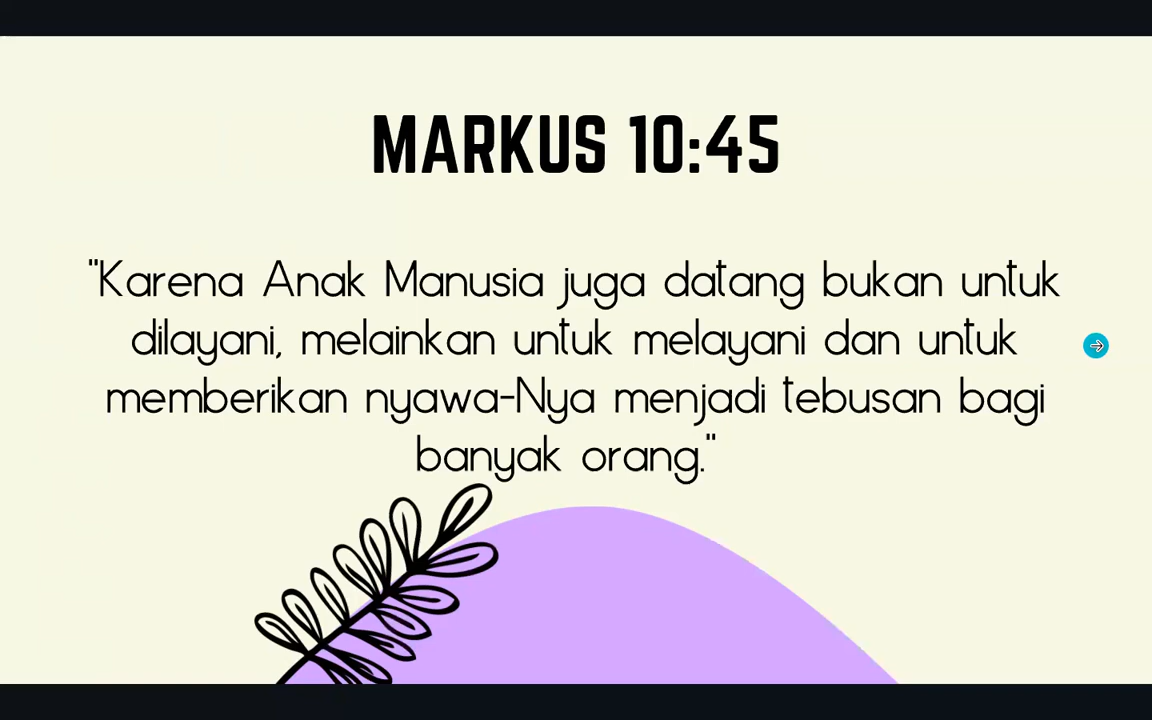 MARKUS 10:45
"Karena Anak Manusia juga datang bukan untuk
dilayani, melainkan untuk melayani dan untuk
memberikan nyawa-Nya menjadi tebusan bagi
banyak orang."